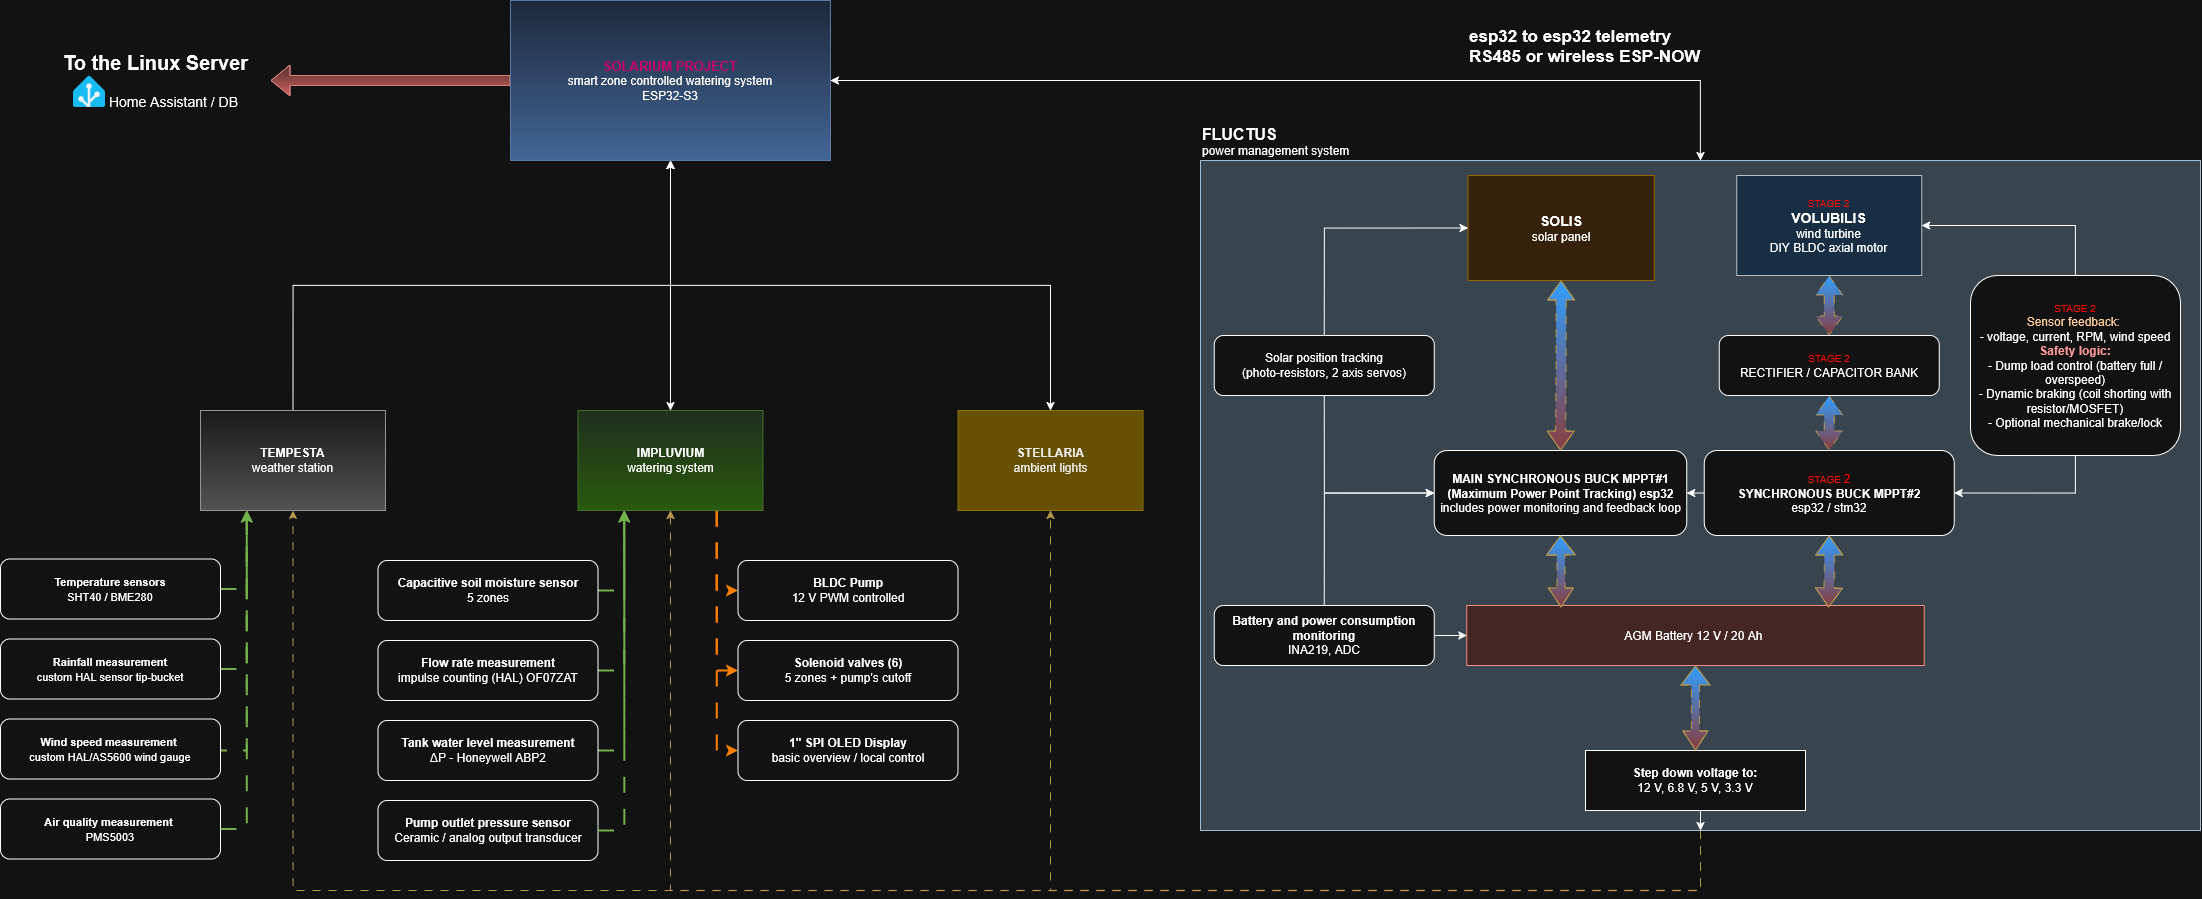 To the Linux Server
Home Assistant / DB
SOLARIUM PROJECT
smart zone controlled watering system
ESP32-S3
esp32 to esp32 telemetry
RS485 or wireless ESP-NOW
FLUCTUS
power management system
SOLIS
solar panel
STAGE 2
VOLUBILIS
wind turbine
DIY BLDC axial motor
STAGE 2
Sensor feedback:
- voltage, current, RPM, wind speed
Safety logic:
- Dump load control (battery full /
overspeed)
- Dynamic braking (coil shorting with
resistor/MOSFET)
- Optional mechanical brake/lock
Solar position tracking
(photo-resistors, 2 axis servos)
STAGE 2
RECTIFIER / CAPACITOR BANK
TEMPESTA
weather station
IMPLUVIUM
watering system
STELLARIA
ambient lights
MAIN SYNCHRONOUS BUCK MPPT#1
(Maximum Power Point Tracking) esp32
includes power monitoring and feedback loop
STAGE 2
SYNCHRONOUS BUCK MPPT#2
esp32 / stm32
Temperature sensors
SHT40 / BME280
Rainfall measurement
custom HAL sensor tip-bucket
Wind speed measurement
custom HAL/AS5600 wind gauge
Air quality measurement
PMS5003
Capacitive soil moisture sensor
5 zones
Flow rate measurement
impulse counting (HAL) OF07ZAT
Tank water level measurement
ΔP - Honeywell ABP2
Pump outlet pressure sensor
Ceramic / analog output transducer
BLDC Pump
12 V PWM controlled
Solenoid valves (6)
5 zones + pump's cutoff
1" SPI OLED Display
basic overview / local control
Battery and power consumption
monitoring
INA219, ADC
AGM Battery 12 V / 20 Ah
Step down voltage to:
12 V, 6.8 V, 5 V, 3.3 V